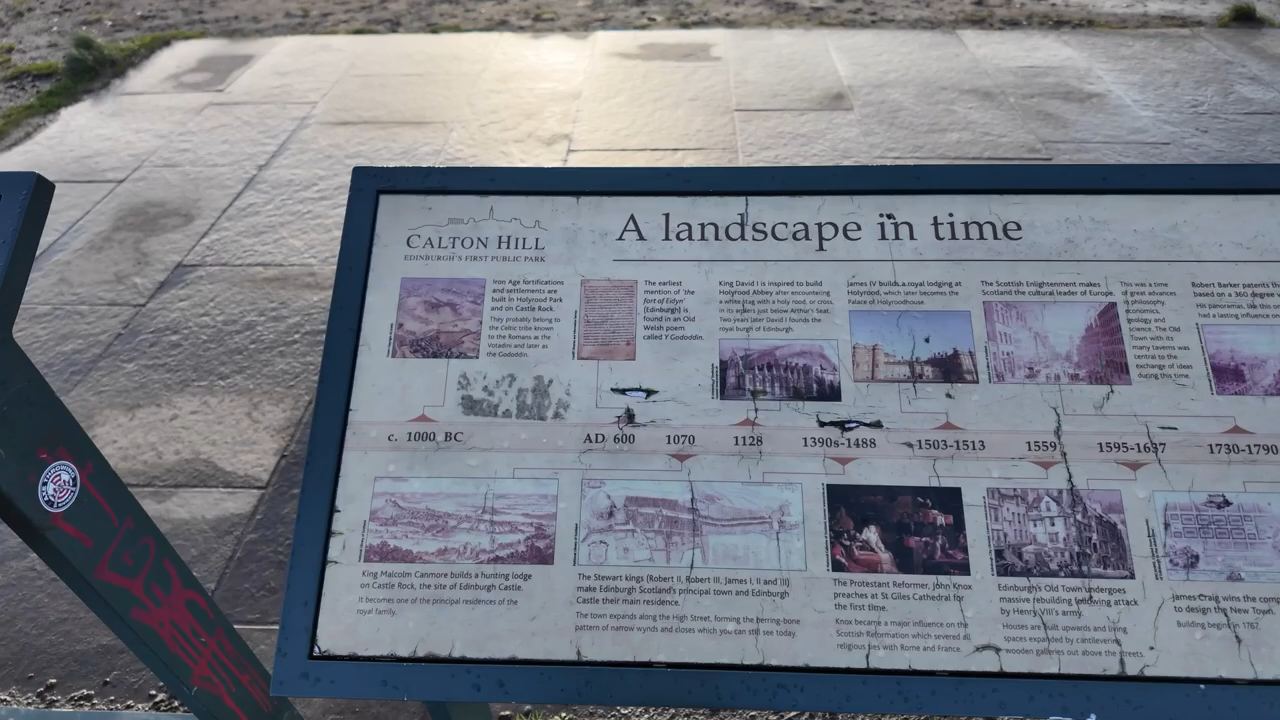 A landscape in time
CALTON HILL
EDINBURGH'S FIRST PUBLIC PARK
Iron Age fortifications
and settlements are
built in Holyrood Park
and on Castle Rock.
They probably belong to
the Celtic tribe known
to the Romans as the
Votadini and later as
the Gododdin.
The earliest
mention of 'the
fort of Eidyn'
(Edinburgh) is
found in an Old
Welsh poem
called Y Gododdin.
King David I is inspired to build
Holyrood Abbey after encountering
a white stag with a holy rood, or cross,
in its antlers just below Arthur's Seat.
Two years later David I founds the
royal burgh of Edinburgh.
James IV builds a royal lodging at
Holyrood, which later becomes the
Palace of Holyroodhouse.
The Scottish Enlightenment makes
Scotland the cultural leader of Europe.
This was a time
of great advances
in philosophy,
economics,
geology and
science. The Old
Town with its
many taverns was
central to the
exchange of ideas
during this time.
Robert Barker patents th
based on a 360 degree v
His panoramas, like this on
had a lasting influence on
c. 1000 BC
AD 600
1070
1128
1390s-1488
1503-1513
1559
1595-1637
1730-1790
King Malcolm Canmore builds a hunting lodge
on Castle Rock, the site of Edinburgh Castle.
It becomes one of the principal residences of the
royal family.
The Stewart kings (Robert II, Robert III, James I, II and III)
make Edinburgh Scotland's principal town and Edinburgh
Castle their main residence.
The town expands along the High Street, forming the herring-bone
pattern of narrow wynds and closes which you can still see today.
The Protestant Reformer, John Knox
preaches at St Giles Cathedral for
the first time.
Knox became a major influence on the
Scottish Reformation which severed all
religious ties with Rome and France.
Edinburgh's Old Town undergoes
massive rebuilding following attack
by Henry VIII's army.
Houses are built upwards and living
spaces expanded by cantilevering
wooden galleries out above the streets.
James Craig wins the comp
to design the New Town.
Building begins in 1767.
AXE THROWING